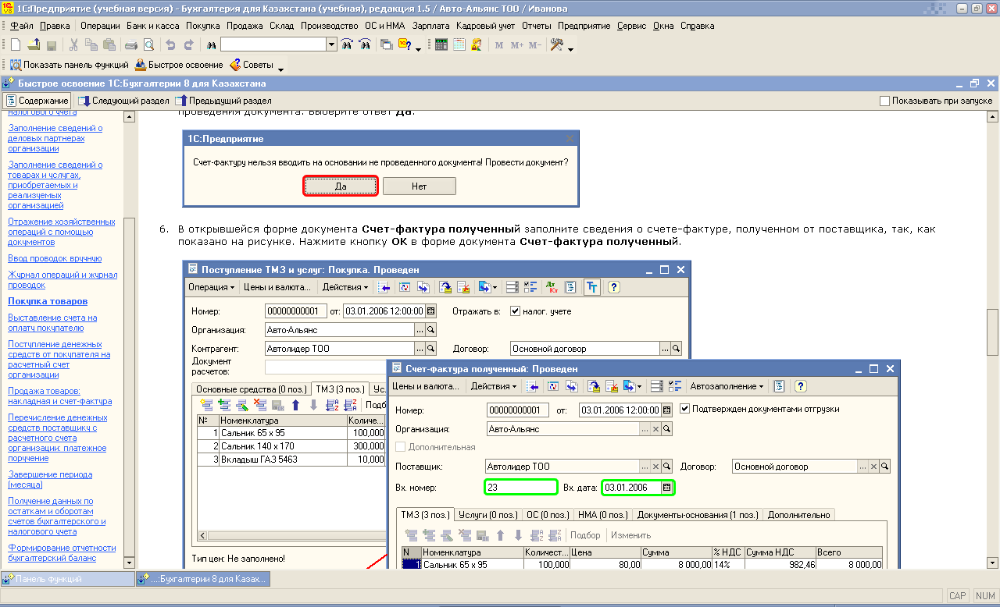 1С:Предприятие (учебная версия) - Бухгалтерия для Казахстана (учебная), редакция 1.5 / Авто-Альянс ТОО / Иванова
Файл Правка Операции Банк и касса Покупка Продажа Склад Производство ОС и НМА Зарплата Кадровый учет Отчеты Предприятие Сервис Окна Справка
M M+ M-
Показать панель функций Быстрое освоение Советы
Быстрое освоение 1С:Бухгалтерии 8 для Казахстана
Содержание Следующий раздел Предыдущий раздел Показывать при запуске
налогового учета
Заполнение сведений о
деловых партнерах
организации
Заполнение сведений о
товарах и услугах,
приобретаемых и
реализуемых
организацией
Отражение хозяйственных
операций с помощью
документов
Ввод проводок вручную
Журнал операций и журнал
проводок
Покупка товаров
Выставление счета на
оплату покупателю
Поступление денежных
средств от покупателя на
расчетный счет
организации
Продажа товаров:
накладная и счет-фактура
Перечисление денежных
средств поставщику с
расчетного счета
организации: платежное
поручение
Завершение периода
(месяца)
Получение данных по
остаткам и оборотам
счетов бухгалтерского и
налогового учета
Формирование отчетности
бухгалтерский баланс
проведения документа. Выберите ответ Да.
1С:Предприятие
Счет-фактуру нельзя вводить на основании не проведенного документа! Провести документ?
Да Нет
6. В открывшейся форме документа Счет-фактура полученный заполните сведения о счете-фактуре, полученном от поставщика, так, как
показано на рисунке. Нажмите кнопку ОК в форме документа Счет-фактура полученный.
Поступление ТМЗ и услуг: Покупка. Проведен
Операция Цены и валюта... Действия Дт Кт ?
Номер: 00000000001 от: 03.01.2006 12:00:00 Отражать в: налог. учете
Организация: Авто-Альянс
Контрагент: Автолидер ТОО Договор: Основной договор
Документ
расчетов:
Основные средства (0 поз.) ТМЗ (3 поз.) Ус
Подб
№ Номенклатура Количе...
1 Сальник 65 х 95 100,000
2 Сальник 140 х 170 300,000
3 Вкладыш ГАЗ 5463 10,000
Тип цен: Не заполнено!
Счет-фактура полученный: Проведен
Цены и валюта... Действия Автозаполнение ?
Номер: 00000000001 от: 03.01.2006 12:00:00 Подтвержден документами отгрузки
Организация: Авто-Альянс
Дополнительная
Поставщик: Автолидер ТОО Договор: Основной договор
Вх. номер: 23 Вх. дата: 03.01.2006
ТМЗ (3 поз.) Услуги (0 поз.) ОС (0 поз.) НМА (0 поз.) Документы-основания (1 поз.) Дополнительно
Подбор Изменить
N Номенклатура Количест... Цена Сумма % НДС Сумма НДС Всего
1 Сальник 65 х 95 100,000 80,00 8 000,00 14% 982,46 8 000,00
Панель функций ...:Бухгалтерии 8 для Казах...
CAP NUM